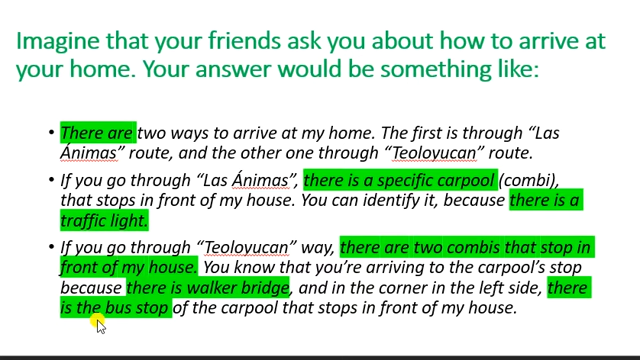 Imagine that your friends ask you about how to arrive at
your home. Your answer would be something like:
• There are two ways to arrive at my home. The first is through “Las
Ánimas” route, and the other one through “Teoloyucan” route.
• If you go through “Las Ánimas”, there is a specific carpool (combi),
that stops in front of my house. You can identify it, because there is a
traffic light.
• If you go through “Teoloyucan” way, there are two combis that stop in
front of my house. You know that you’re arriving to the carpool’s stop
because there is walker bridge, and in the corner in the left side, there
is the bus stop of the carpool that stops in front of my house.